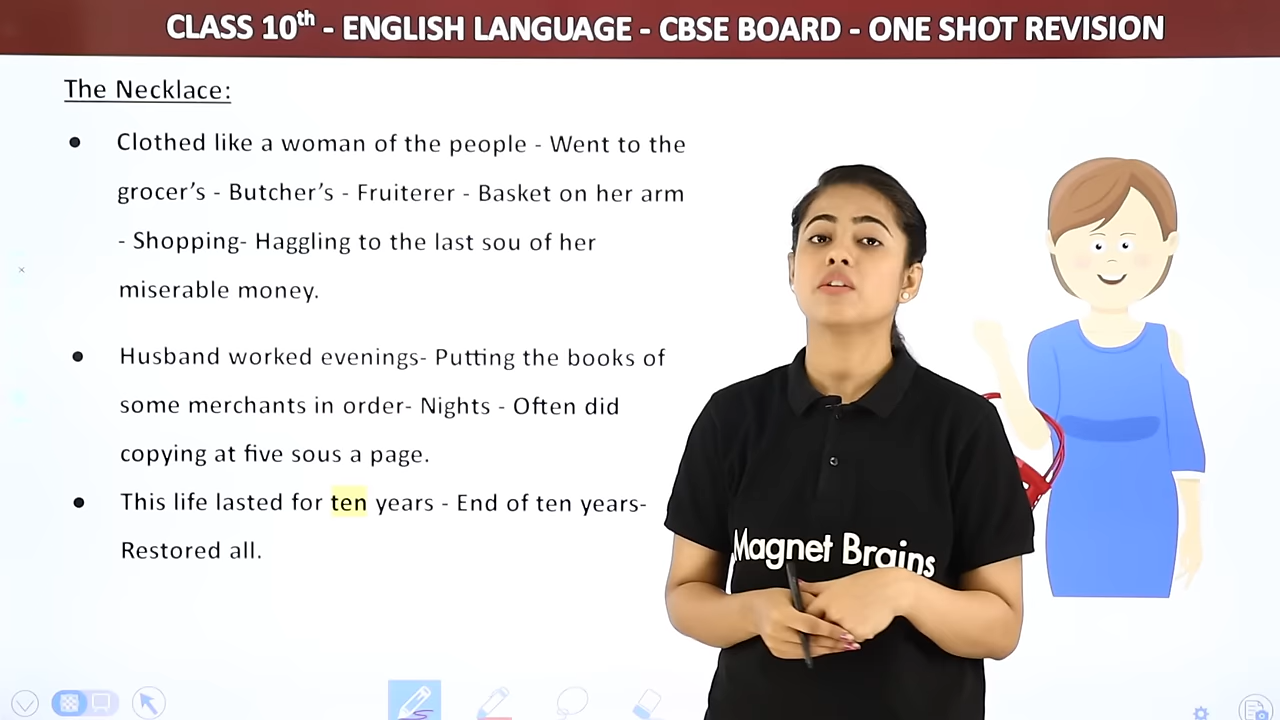 CLASS 10th - ENGLISH LANGUAGE - CBSE BOARD - ONE SHOT REVISION
The Necklace:
● Clothed like a woman of the people - Went to the
grocer's - Butcher's - Fruiterer - Basket on her arm
- Shopping- Haggling to the last sou of her
miserable money.
● Husband worked evenings- Putting the books of
some merchants in order- Nights - Often did
copying at five sous a page.
● This life lasted for ten years - End of ten years-
Restored all.
Magnet Brains